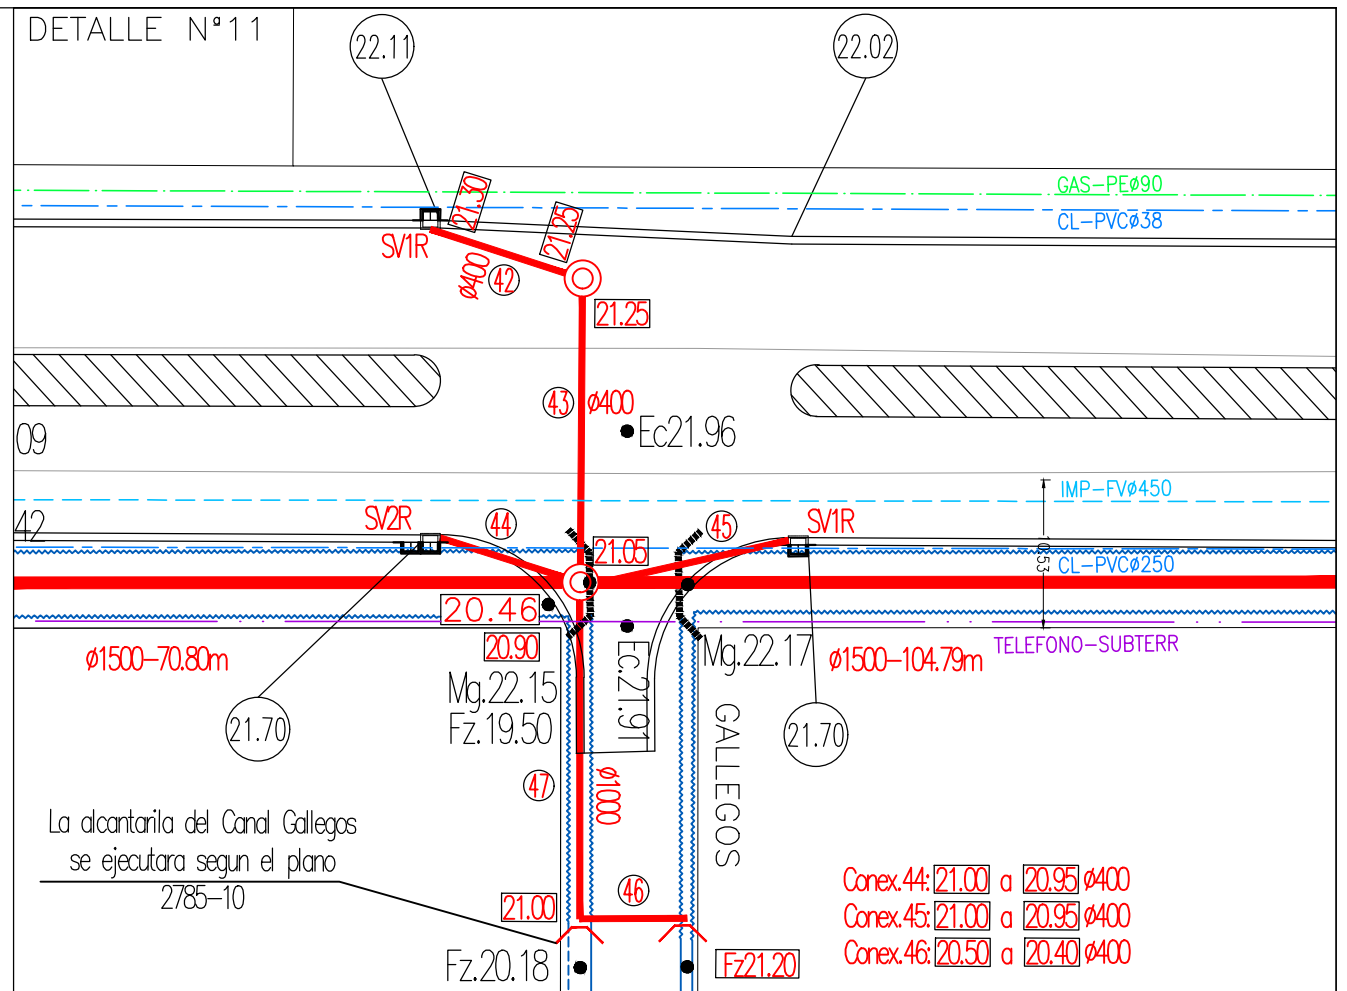 DETALLE Nº11
22.11
22.02
GAS-PEø90
CL-PVCø38
21.30
21.25
SV1R
ø400
42
21.25
43
ø400
Ec21.96
09
IMP-FVø450
42
SV2R
44
45
SV1R
21.05
10.53
CL-PVCø250
20.46
20.90
TELEFONO-SUBTERR
ø1500-70.80m
Mg.22.15
Fz.19.50
Ec.21.91
Mg.22.17
ø1500-104.79m
21.70
21.70
GALLEGOS
47
ø1000
La alcantarila del Canal Gallegos
se ejecutara segun el plano
2785-10
46
21.00
Conex.44: 21.00 a 20.95 ø400
Conex.45: 21.00 a 20.95 ø400
Conex.46: 20.50 a 20.40 ø400
Fz.20.18
Fz21.20